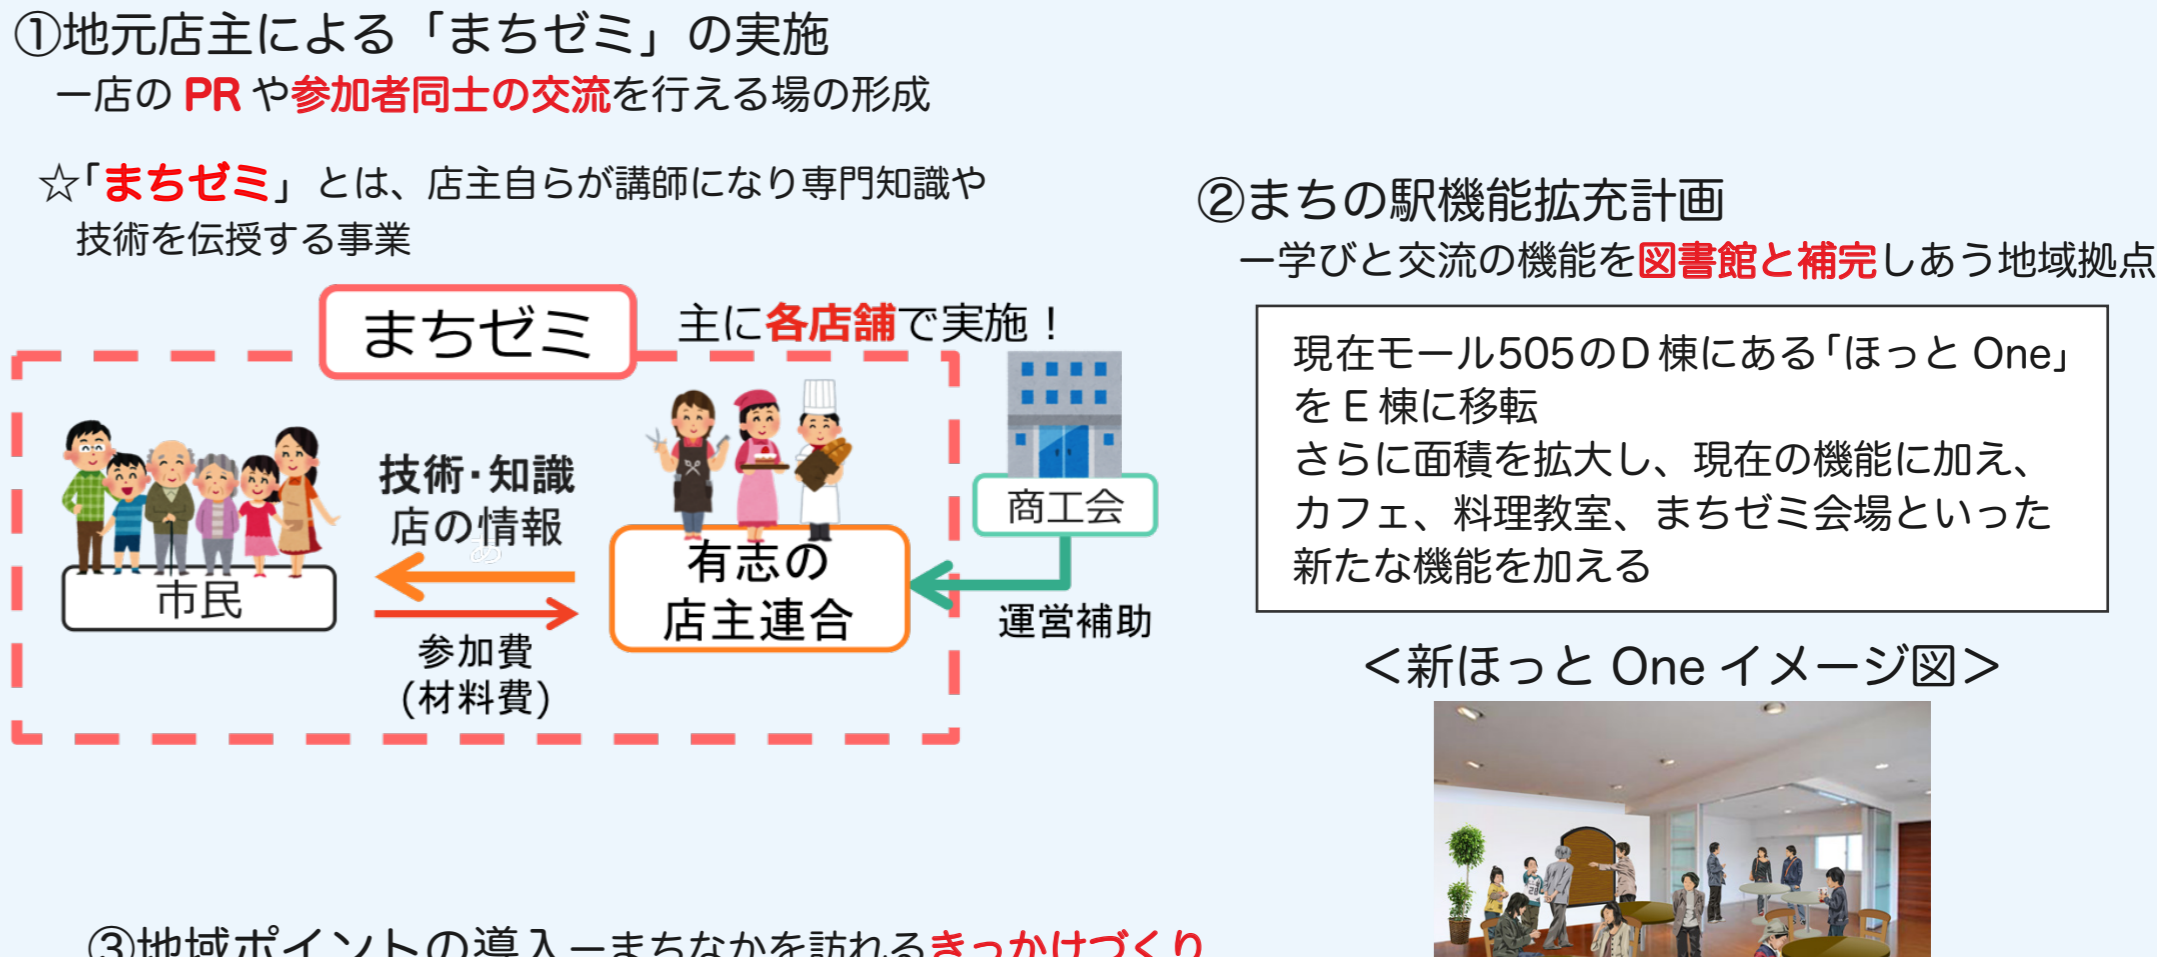 ①地元店主による「まちゼミ」の実施
ー店の PR や参加者同士の交流を行える場の形成
☆「まちゼミ」とは、店主自らが講師になり専門知識や
技術を伝授する事業
まちゼミ
主に各店舗で実施！
技術・知識
店の情報
あ
市民
参加費
(材料費)
有志の
店主連合
商工会
運営補助
②まちの駅機能拡充計画
ー学びと交流の機能を図書館と補完しあう地域拠点
現在モール505のD棟にある「ほっと One」
をE棟に移転
さらに面積を拡大し、現在の機能に加え、
カフェ、料理教室、まちゼミ会場といった
新たな機能を加える
＜新ほっと One イメージ図＞
③地域ポイントの導入ーまちなかを訪れるきっかけづくり